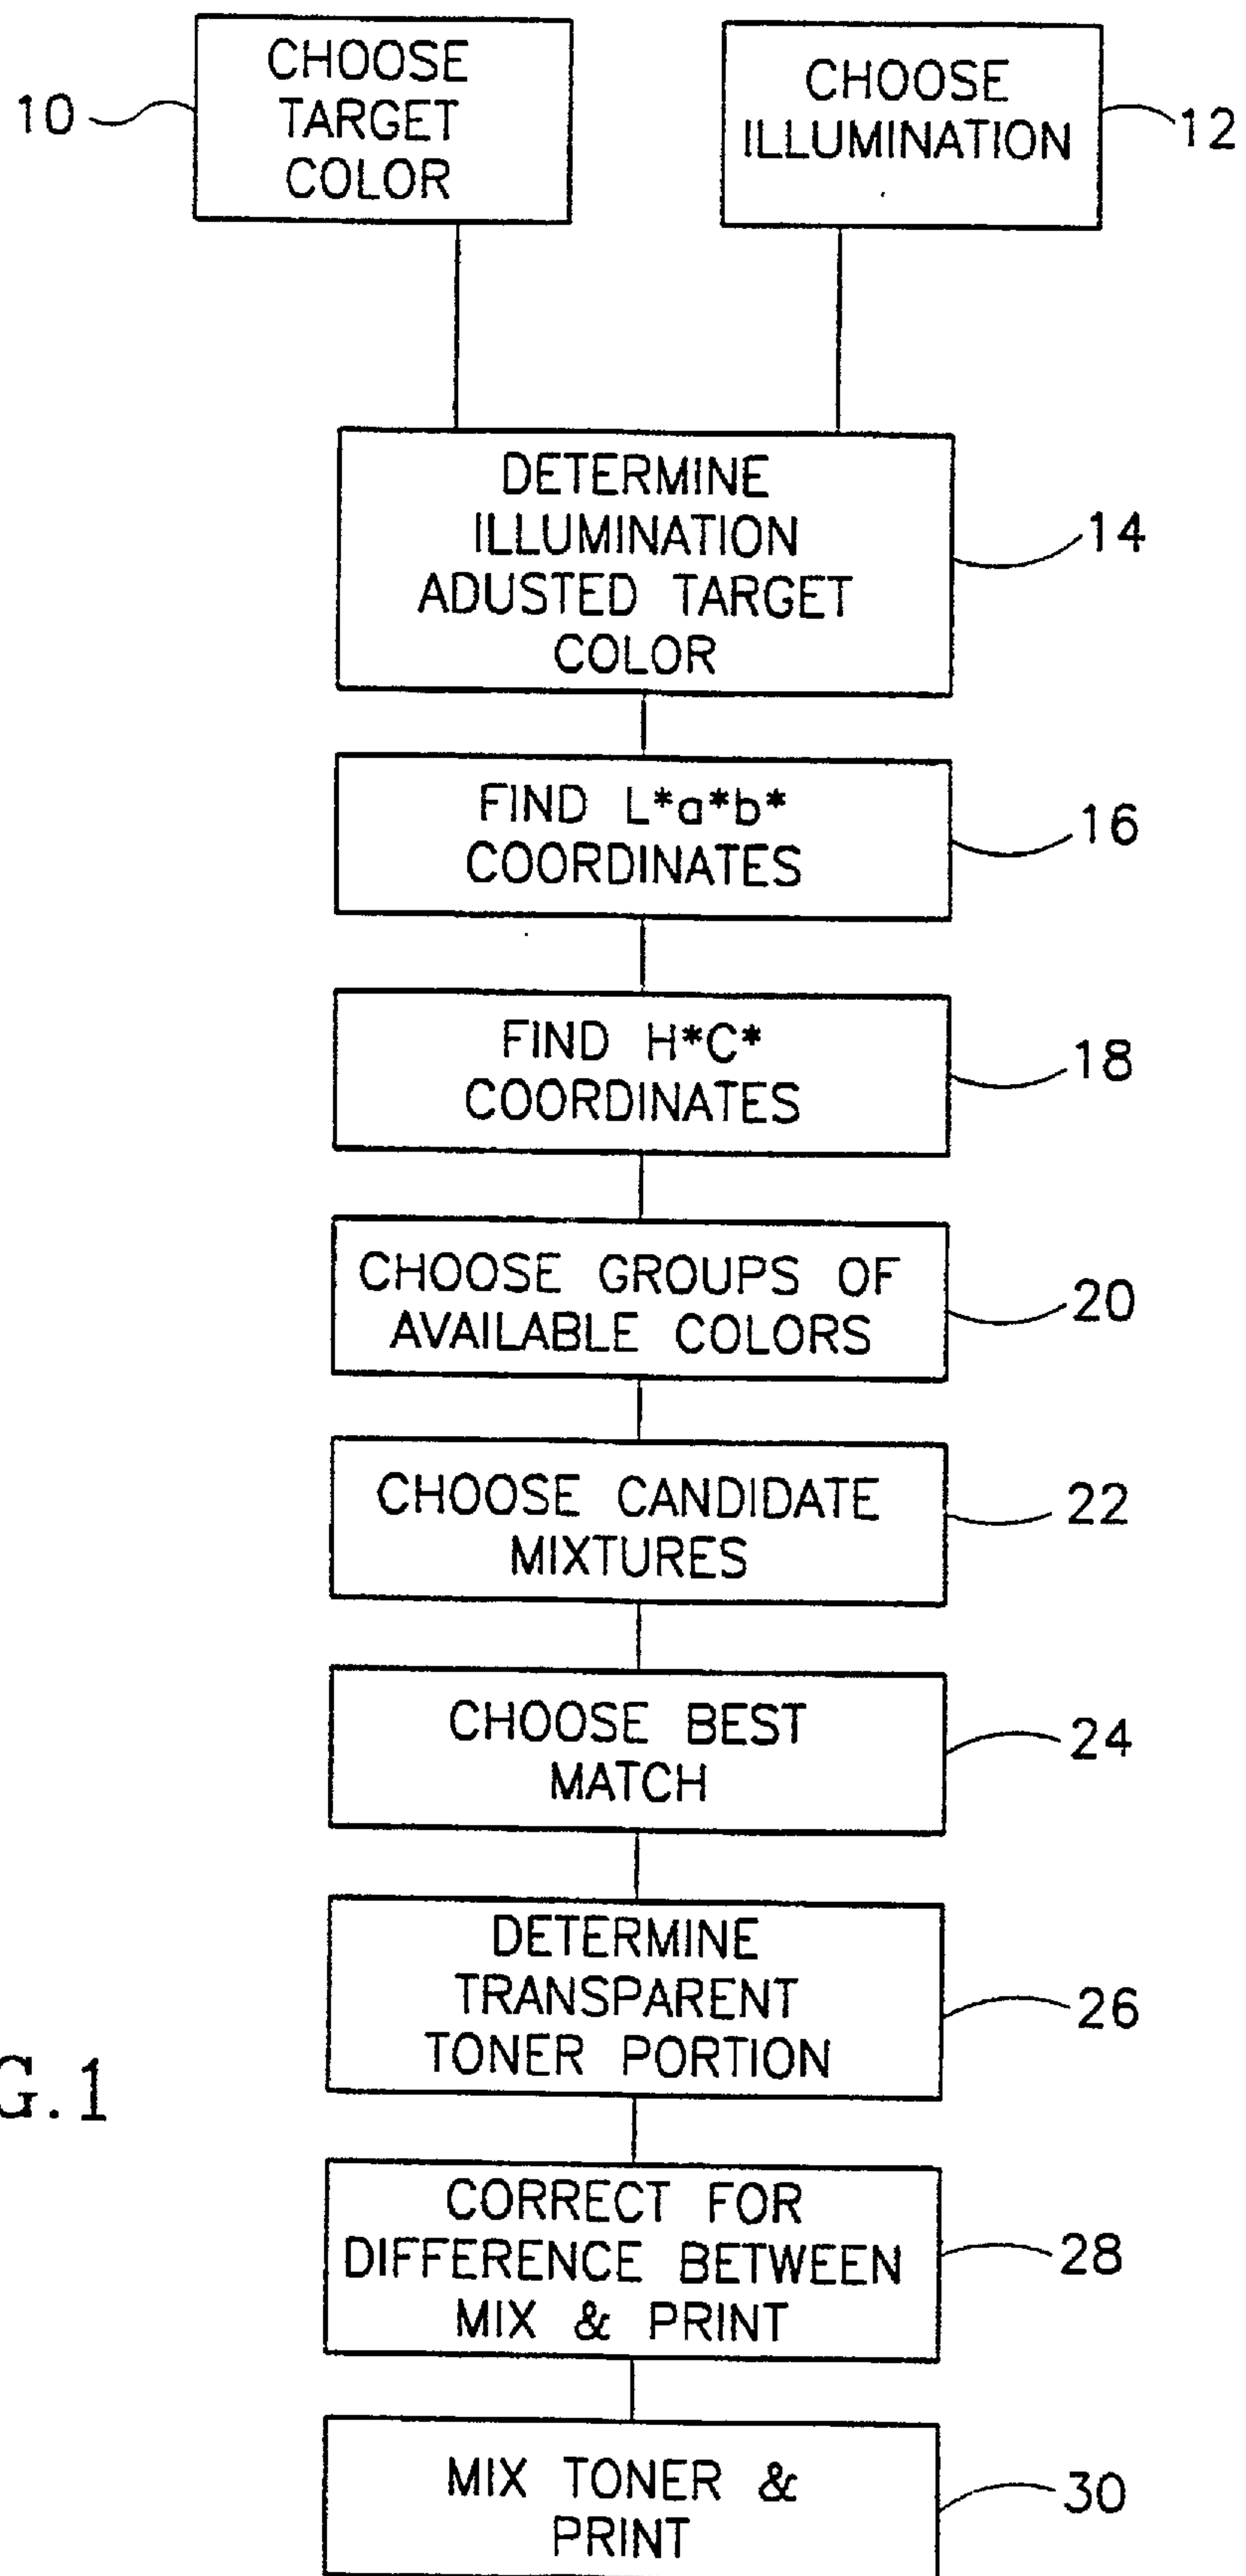 CHOOSE
TARGET
COLOR
10
CHOOSE
ILLUMINATION
12
DETERMINE
ILLUMINATION
ADUSTED TARGET
COLOR
14
FIND L*a*b*
COORDINATES
16
FIND H*C*
COORDINATES
18
CHOOSE GROUPS OF
AVAILABLE COLORS
20
CHOOSE CANDIDATE
MIXTURES
22
CHOOSE BEST
MATCH
24
DETERMINE
TRANSPARENT
TONER PORTION
26
G.1
CORRECT FOR
DIFFERENCE BETWEEN
MIX & PRINT
28
MIX TONER &
PRINT
30